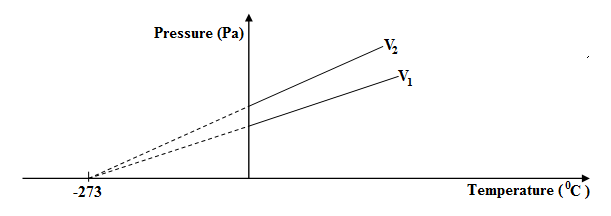 Pressure (Pa)
V₂
V₁
-273
Temperature (⁰C )